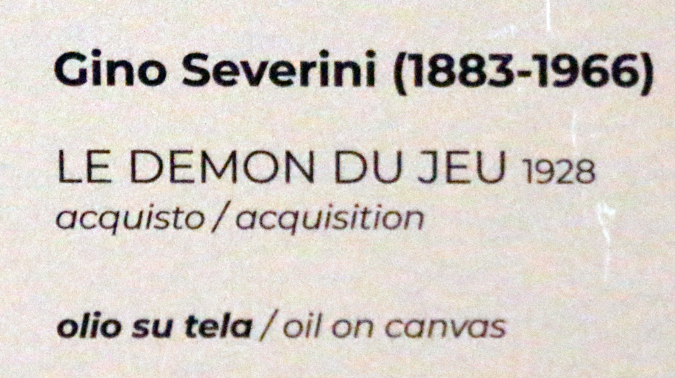 Gino Severini (1883-1966)
LE DEMON DU JEU 1928
acquisto / acquisition
olio su tela / oil on canvas